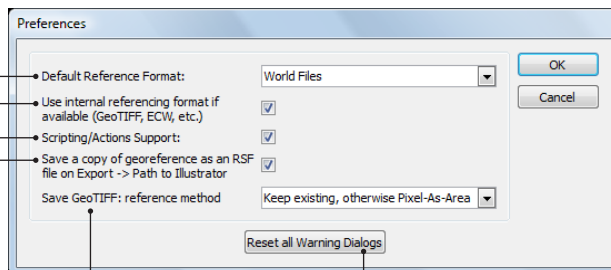 Preferences
Default Reference Format:
World Files
OK
Use internal referencing format if
available (GeoTIFF, ECW, etc.)
Cancel
Scripting/Actions Support:
Save a copy of georeference as an RSF
file on Export -> Path to Illustrator
Save GeoTIFF: reference method
Keep existing, otherwise Pixel-As-Area
Reset all Warning Dialogs